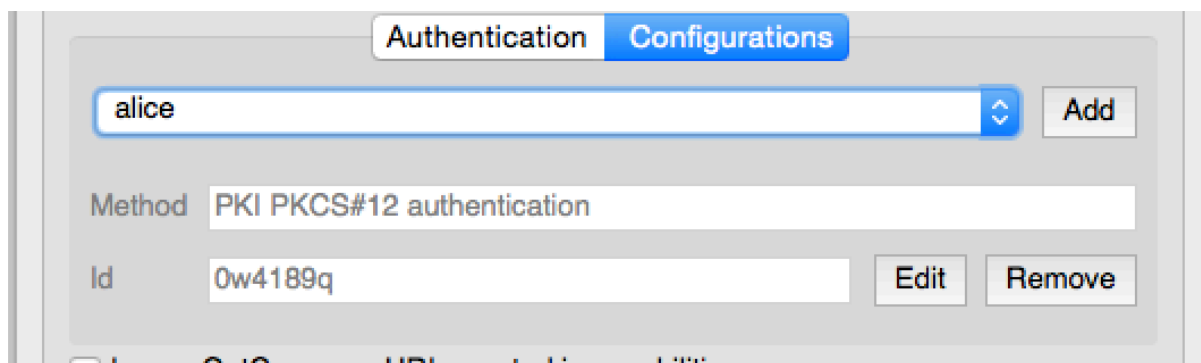 Authentication Configurations
alice Add
Method PKI PKCS#12 authentication
Id 0w4189q Edit Remove